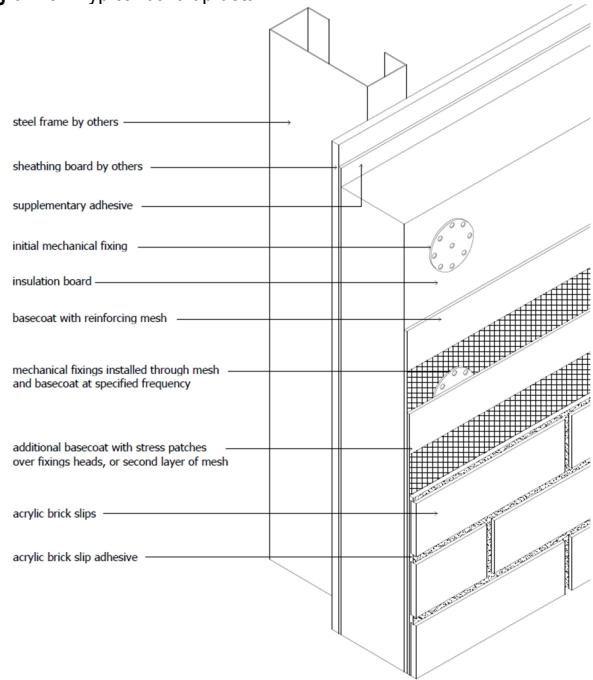 steel frame by others
sheathing board by others
supplementary adhesive
initial mechanical fixing
insulation board
basecoat with reinforcing mesh
mechanical fixings installed through mesh
and basecoat at specified frequency
additional basecoat with stress patches
over fixings heads, or second layer of mesh
acrylic brick slips
acrylic brick slip adhesive